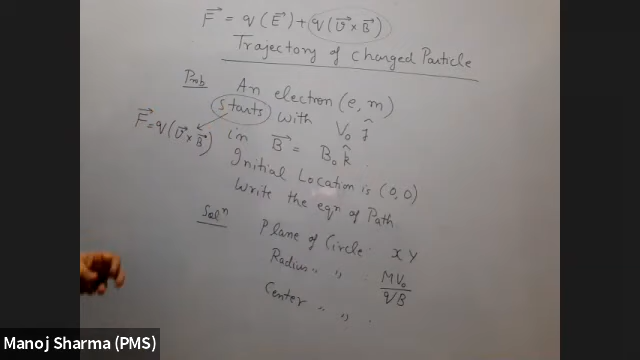 F⃗ = q(E⃗) + q(v⃗ × B⃗)
Trajectory of Charged Particle
Prob An electron (e, m)
starts with V₀ ĵ
F⃗ = q(v⃗ × B⃗) in B⃗ = B₀ k̂.
Initial Location is (0, 0)
Write the eqn of Path.
Solⁿ Plane of Circle : x y
Radius " " : MV₀/qB
Center " " :
Manoj Sharma (PMS)